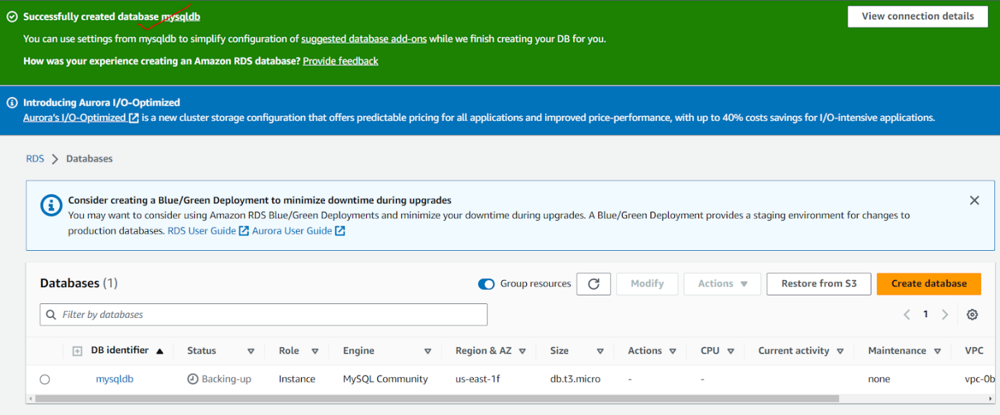 Successfully created database mysqldb
View connection details
You can use settings from mysqldb to simplify configuration of suggested database add-ons while we finish creating your DB for you.
How was your experience creating an Amazon RDS database? Provide feedback
Introducing Aurora I/O-Optimized
Aurora's I/O-Optimized is a new cluster storage configuration that offers predictable pricing for all applications and improved price-performance, with up to 40% costs savings for I/O-intensive applications.
RDS Databases
Consider creating a Blue/Green Deployment to minimize downtime during upgrades
You may want to consider using Amazon RDS Blue/Green Deployments and minimize your downtime during upgrades. A Blue/Green Deployment provides a staging environment for changes to
production databases. RDS User Guide Aurora User Guide
Databases (1) Group resources Modify Actions Restore from S3 Create database
Filter by databases 1
DB identifier Status Role Engine Region & AZ Size Actions CPU Current activity Maintenance VPC
mysqldb Backing-up Instance MySQL Community us-east-1f db.t3.micro - - none vpc-0b